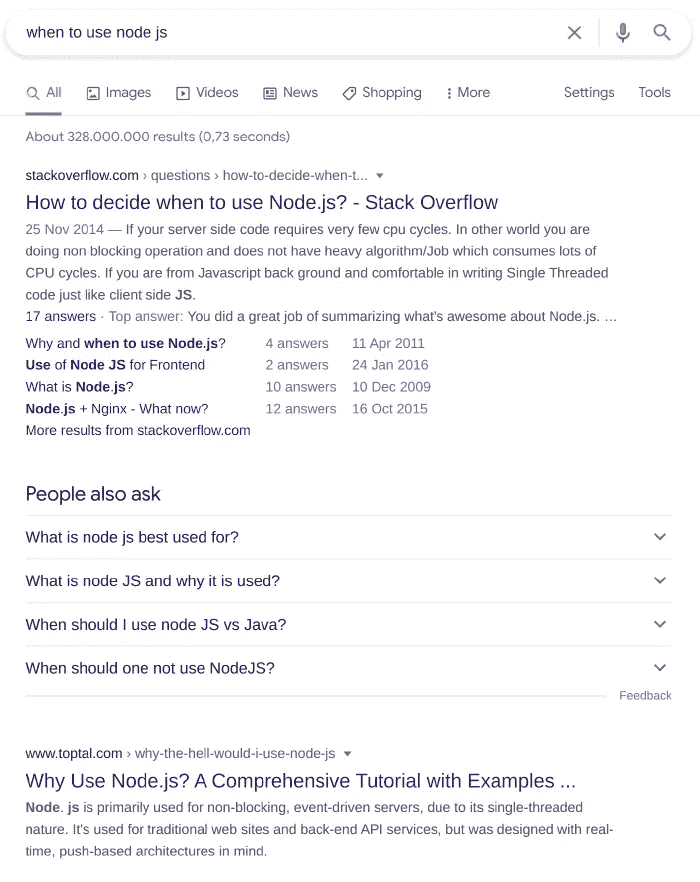 when to use node js
All Images Videos News Shopping More Settings Tools
About 328.000.000 results (0,73 seconds)
stackoverflow.com › questions › how-to-decide-when-t...
How to decide when to use Node.js? - Stack Overflow
25 Nov 2014 — If your server side code requires very few cpu cycles. In other world you are
doing non blocking operation and does not have heavy algorithm/Job which consumes lots of
CPU cycles. If you are from Javascript back ground and comfortable in writing Single Threaded
code just like client side JS.
17 answers · Top answer: You did a great job of summarizing what's awesome about Node.js. ...
Why and when to use Node.js? 4 answers 11 Apr 2011
Use of Node JS for Frontend 2 answers 24 Jan 2016
What is Node.js? 10 answers 10 Dec 2009
Node.js + Nginx - What now? 12 answers 16 Oct 2015
More results from stackoverflow.com
People also ask
What is node js best used for?
What is node JS and why it is used?
When should I use node JS vs Java?
When should one not use NodeJS?
Feedback
www.toptal.com › why-the-hell-would-i-use-node-js
Why Use Node.js? A Comprehensive Tutorial with Examples ...
Node. js is primarily used for non-blocking, event-driven servers, due to its single-threaded
nature. It's used for traditional web sites and back-end API services, but was designed with real-
time, push-based architectures in mind.